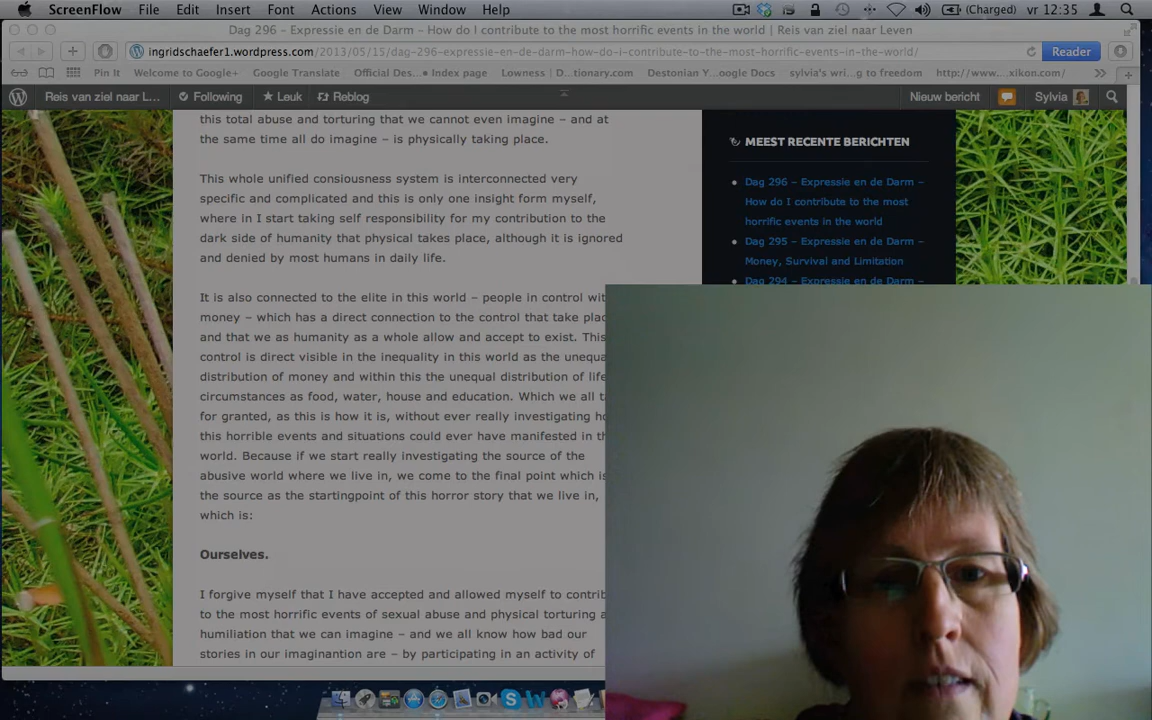 ScreenFlow File Edit Insert Font Actions View Window Help (Charged) vr 12:35
Dag 296 – Expressie en de Darm – How do I contribute to the most horrific events in the world | Reis van ziel naar Leven
ingridschaefer1.wordpress.com/2013/05/15/dag-296-expressie-en-de-darm-how-do-i-contribute-to-the-most-horrific-events-in-the-world/ Reader
Pin It Welcome to Google+ Google Translate Official Des...• Index page Lowness | D...tionary.com Destonian Y...oogle Docs sylvia's wri...g to freedom http://www....xikon.com/
Reis van ziel naar L... Following Leuk Reblog Nieuw bericht Sylvia
this total abuse and torturing that we cannot even imagine – and at
the same time all do imagine – is physically taking place.
This whole unified consiousness system is interconnected very
specific and complicated and this is only one insight form myself,
where in I start taking self responsibility for my contribution to the
dark side of humanity that physical takes place, although it is ignored
and denied by most humans in daily life.
It is also connected to the elite in this world – people in control wit
money – which has a direct connection to the control that take plac
and that we as humanity as a whole allow and accept to exist. This
control is direct visible in the inequality in this world as the unequa
distribution of money and within this the unequal distribution of life
circumstances as food, water, house and education. Which we all t
for granted, as this is how it is, without ever really investigating ho
this horrible events and situations could ever have manifested in th
world. Because if we start really investigating the source of the
abusive world where we live in, we come to the final point which is
the source as the startingpoint of this horror story that we live in,
which is:
Ourselves.
I forgive myself that I have accepted and allowed myself to contrib
to the most horrific events of sexual abuse and physical torturing a
humiliation that we can imagine – and we all know how bad our
stories in our imaginantion are – by participating in an activity of
MEEST RECENTE BERICHTEN
Dag 296 – Expressie en de Darm –
How do I contribute to the most
horrific events in the world
Dag 295 – Expressie en de Darm –
Money, Survival and Limitation
Dag 294 – Expressie en de Darm –